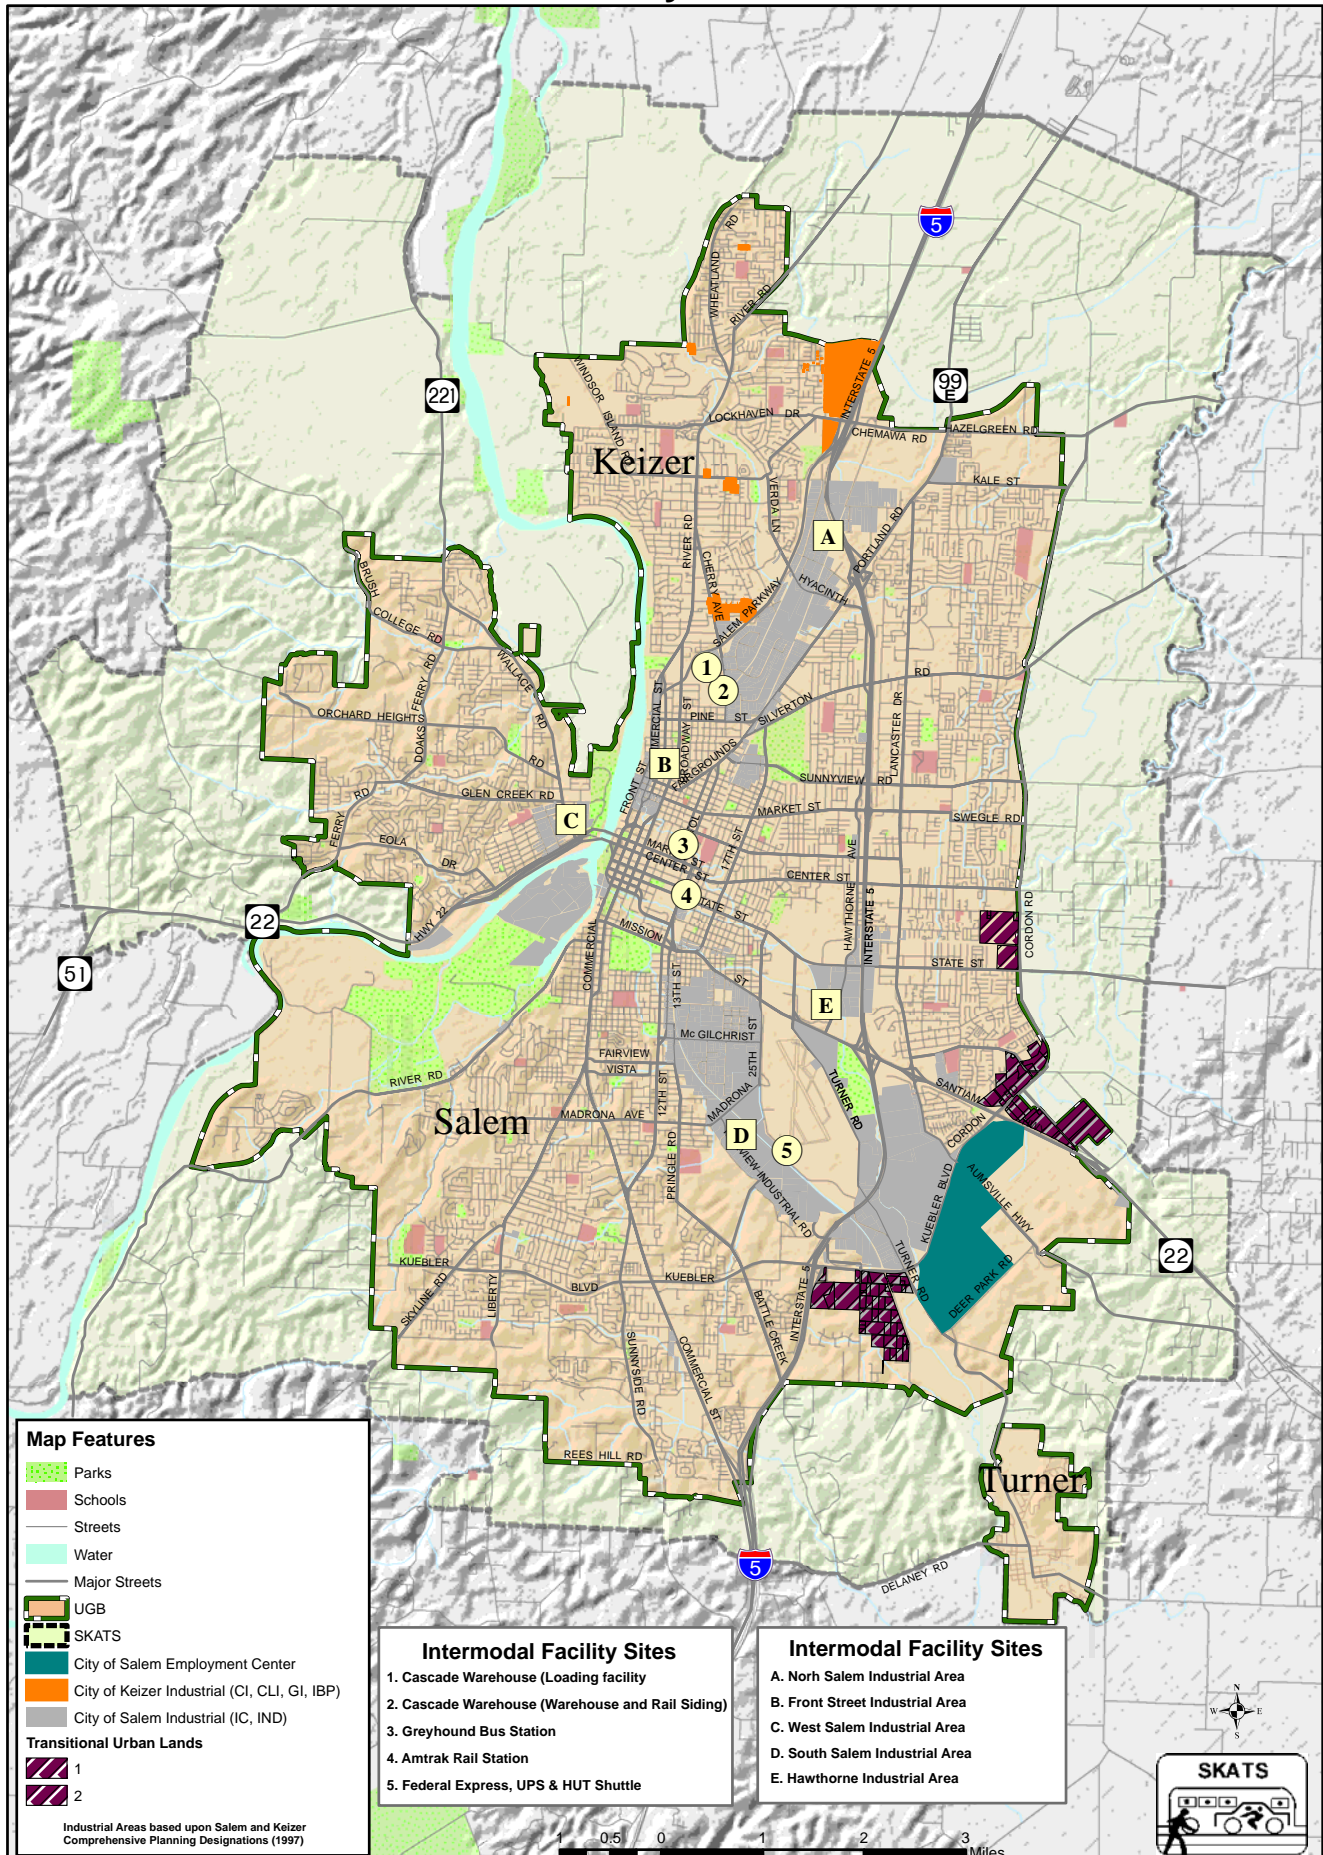 5
99
E
221
WHEATLAND
RD
RIVER RD
WINDSOR ISLAND RD
LOCKHAVEN DR
INTERSTATE 5
CHEMAWA RD
HAZELGREEN RD
Keizer
KALE ST
VERDA LN
RIVER RD
A
PORTLAND RD
CHERRY AVE
HYACINTH
SALEM PARKWAY
BRUSH
COLLEGE RD
DOAKS FERRY RD
WALLACE RD
1
2
SILVERTON RD
LANCASTER DR
ORCHARD HEIGHTS RD
PINE ST
BROADWAY ST
B
FAIRGROUNDS
SUNNYVIEW RD
FRONT ST
GLEN CREEK RD
FERRY RD
MARKET ST
SWEGLE RD
C
EOLA DR
3
17TH ST
CENTER ST
CENTER ST
HAWTHORNE AVE
INTERSTATE 5
4
CORDON RD
22
HWY 22
51
MISSION ST
COMMERCIAL
STATE ST
13TH ST
E
Mc GILCHRIST ST
FAIRVIEW
VISTA
25TH
RIVER RD
12TH ST
MADRONA
TURNER RD
SANTIAM
CORDON
Salem
MADRONA AVE
D
5
PRINGLE RD
VIEW INDUSTRIAL RD
KUEBLER BLVD
AUMSVILLE HWY
22
KUEBLER
BLVD
KUEBLER
TURNER RD
DEER PARK RD
SKYLINE RD
LIBERTY
INTERSTATE 5
BATTLE CREEK
SUNNYSIDE RD
COMMERCIAL ST
REES HILL RD
Turner
5
DELANEY RD
Map Features
Parks
Schools
Streets
Water
Major Streets
UGB
SKATS
City of Salem Employment Center
City of Keizer Industrial (CI, CLI, GI, IBP)
City of Salem Industrial (IC, IND)
Transitional Urban Lands
1
2
Industrial Areas based upon Salem and Keizer
Comprehensive Planning Designations (1997)
Intermodal Facility Sites
1. Cascade Warehouse (Loading facility
2. Cascade Warehouse (Warehouse and Rail Siding)
3. Greyhound Bus Station
4. Amtrak Rail Station
5. Federal Express, UPS & HUT Shuttle
Intermodal Facility Sites
A. Norh Salem Industrial Area
B. Front Street Industrial Area
C. West Salem Industrial Area
D. South Salem Industrial Area
E. Hawthorne Industrial Area
N
W E
S
SKATS
1 0.5 0 1 2 3
Miles